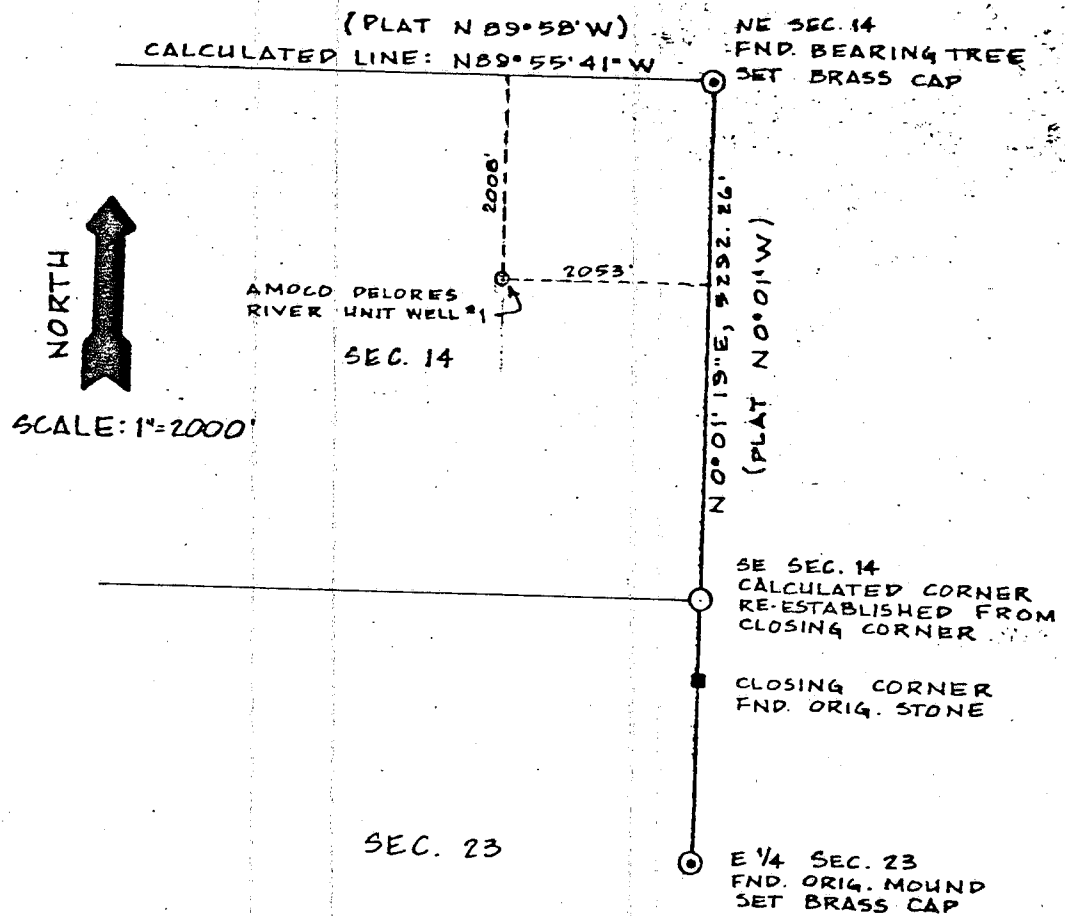 (PLAT N 89°58'W)
CALCULATED LINE: N89°55'41"W
NE SEC. 14
FND. BEARING TREE
SET BRASS CAP
2008'
2053'
AMOCO DELORES
RIVER UNIT WELL #1
SEC. 14
NORTH
SCALE: 1"=2000'
N 0°01'15"E, 5292.26'
(PLAT N 0°01'W)
SE SEC. 14
CALCULATED CORNER
RE-ESTABLISHED FROM
CLOSING CORNER
CLOSING CORNER
FND. ORIG. STONE
SEC. 23
E 1/4 SEC. 23
FND. ORIG. MOUND
SET BRASS CAP